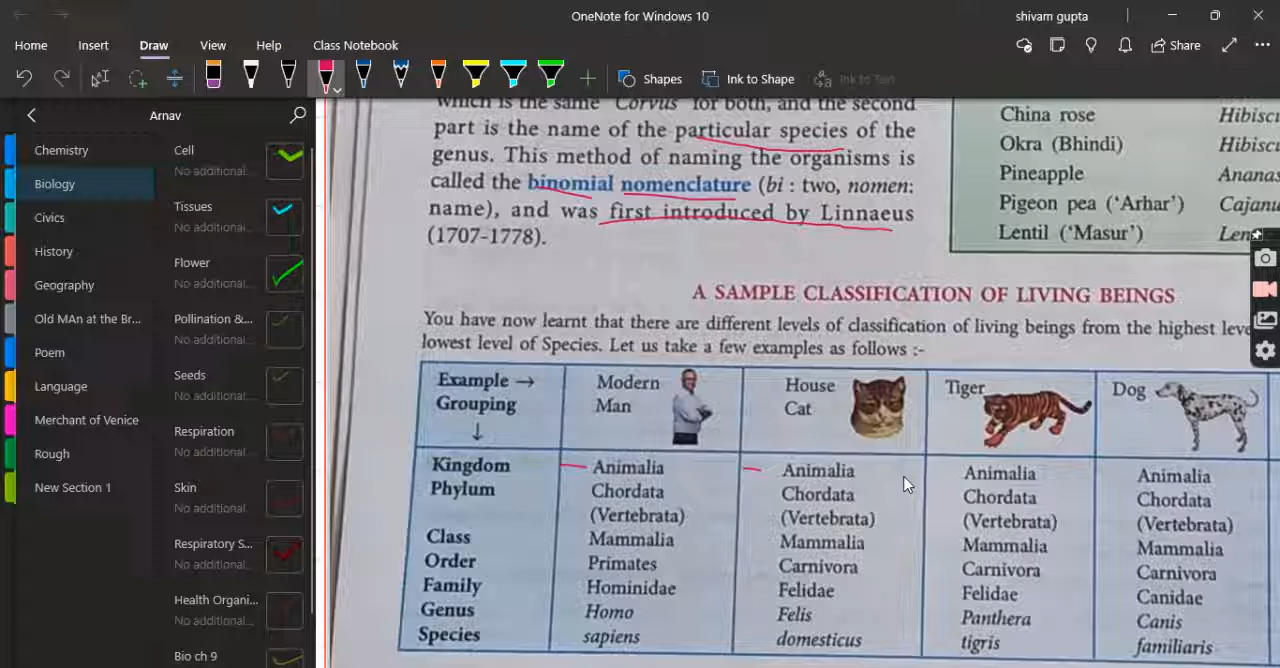 OneNote for Windows 10
shivam gupta
Home Insert Draw View Help Class Notebook
Share
Shapes Ink to Shape Ink to Text
Arnav
Chemistry
Biology
Civics
History
Geography
Old MAn at the Br...
Poem
Language
Merchant of Venice
Rough
New Section 1
Cell
No additional...
Tissues
No additional...
Flower
No additional...
Pollination &...
No additional...
Seeds
No additional...
Respiration
No additional...
Skin
No additional...
Respiratory S...
No additional...
Health Organi...
No additional...
Bio ch 9
which is the same 'Corvus' for both, and the second
part is the name of the particular species of the
genus. This method of naming the organisms is
called the binomial nomenclature (bi : two, nomen:
name), and was first introduced by Linnaeus
(1707-1778).
China rose Hibiscu
Okra (Bhindi) Hibiscu
Pineapple Ananas
Pigeon pea ('Arhar') Cajanu
Lentil ('Masur') Len
A SAMPLE CLASSIFICATION OF LIVING BEINGS
You have now learnt that there are different levels of classification of living beings from the highest leve
lowest level of Species. Let us take a few examples as follows :-
Example → Modern House Tiger Dog
Grouping Man Cat
↓
Kingdom Animalia Animalia Animalia Animalia
Phylum Chordata Chordata Chordata Chordata
(Vertebrata) (Vertebrata) (Vertebrata) (Vertebrata)
Class Mammalia Mammalia Mammalia Mammalia
Order Primates Carnivora Carnivora Carnivora
Family Hominidae Felidae Felidae Canidae
Genus Homo Felis Panthera Canis
Species sapiens domesticus tigris familiaris